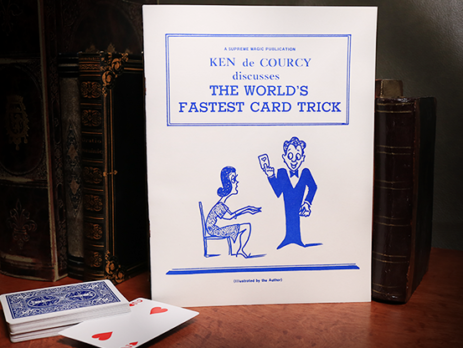 A SUPREME MAGIC PUBLICATION
KEN de COURCY
discusses
THE WORLD'S
FASTEST CARD TRICK
(Illustrated by the Author)